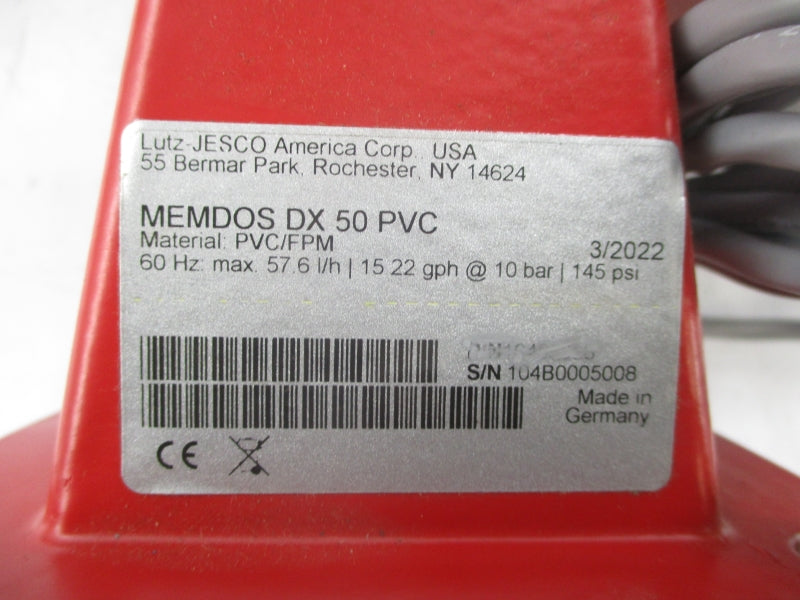 Lutz-JESCO America Corp. USA
55 Bermar Park, Rochester, NY 14624
MEMDOS DX 50 PVC
Material: PVC/FPM
3/2022
60 Hz: max. 57.6 l/h | 15.22 gph @ 10 bar | 145 psi
S/N 104B0005008
Made in
Germany
CE